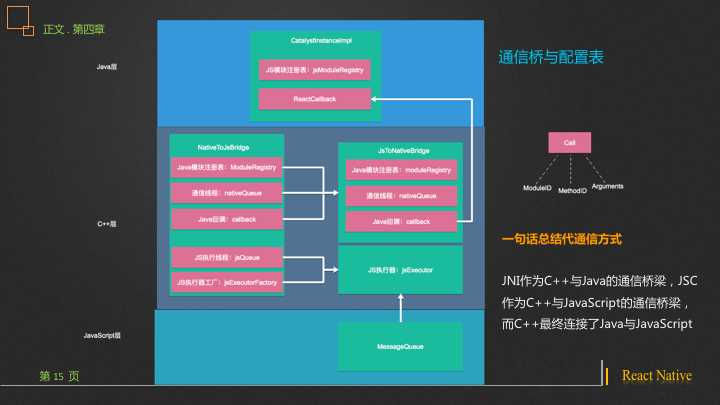 正文 . 第四章
通信桥与配置表
Java层
CatalystInstanceImpl
JS模块注册表：jsModuleRegistry
ReactCallback
C++层
NativeToJsBridge
Java模块注册表：ModuleRegistry
通信线程：nativeQueue
Java回调：callback
JS执行线程：jsQueue
JS执行器工厂：jsExecutorFactory
JsToNativeBridge
Java模块注册表：moduleRegistry
通信线程：nativeQueue
Java回调：callback
JS执行器：jsExecutor
JavaScript层
MessageQueue
Call
ModuleID
MethodID
Arguments
一句话总结代通信方式
JNI作为C++与Java的通信桥梁，JSC
作为C++与JavaScript的通信桥梁，
而C++最终连接了Java与JavaScript
第 15 页
React Native